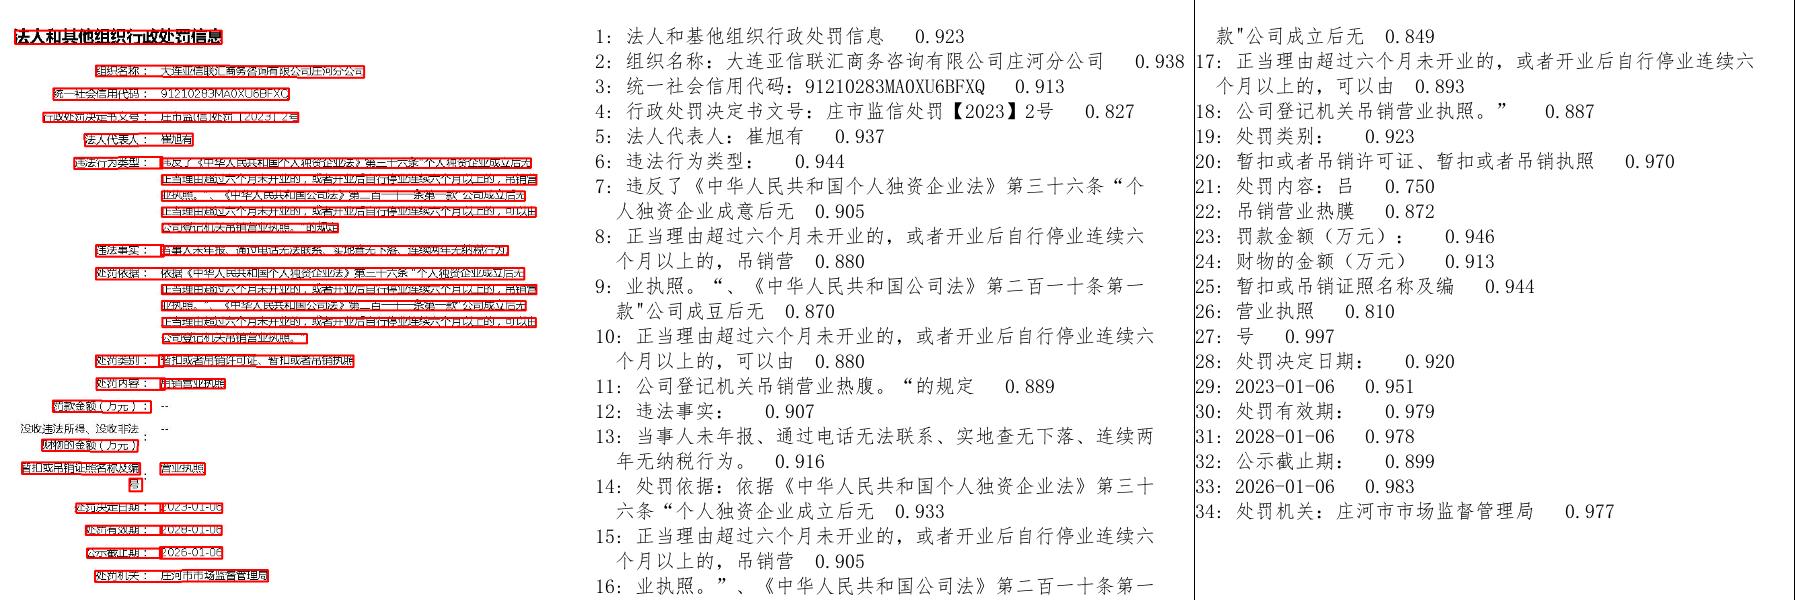 法人和其他组织行政处罚信息
组织名称： 大连亚信联汇商务咨询有限公司庄河分公司
统一社会信用代码： 91210283MA0XU6BFXQ
行政处罚决定书文号： 庄市监信处罚【2023】2号
法人代表人： 崔旭有
违法行为类型： 违反了《中华人民共和国个人独资企业法》第三十六条“个人独资企业成立后无
正当理由超过六个月未开业的，或者开业后自行停业连续六个月以上的，吊销营
业执照。”、《中华人民共和国公司法》第二百一十一条第一款"公司成立后无
正当理由超过六个月未开业的，或者开业后自行停业连续六个月以上的，可以由
公司登记机关吊销营业执照。”的规定
违法事实： 当事人未年报、通过电话无法联系、实地查无下落、连续两年无纳税行为。
处罚依据： 依据《中华人民共和国个人独资企业法》第三十六条“个人独资企业成立后无
正当理由超过六个月未开业的，或者开业后自行停业连续六个月以上的，吊销营
业执照。”、《中华人民共和国公司法》第二百一十一条第一款"公司成立后无
正当理由超过六个月未开业的，或者开业后自行停业连续六个月以上的，可以由
公司登记机关吊销营业执照。”
处罚类别： 暂扣或者吊销许可证、暂扣或者吊销执照
处罚内容： 吊销营业执照
罚款金额（万元）： --
没收违法所得、没收非法 --
财物的金额（万元） ：
暂扣或吊销证照名称及编 营业执照
号 ：
处罚决定日期： 2023-01-06
处罚有效期： 2028-01-06
公示截止期： 2026-01-06
处罚机关： 庄河市市场监督管理局
1: 法人和基他组织行政处罚信息 0.923
2: 组织名称：大连亚信联汇商务咨询有限公司庄河分公司 0.938
3: 统一社会信用代码：91210283MA0XU6BFXQ 0.913
4: 行政处罚决定书文号：庄市监信处罚【2023】2号 0.827
5: 法人代表人：崔旭有 0.937
6: 违法行为类型： 0.944
7: 违反了《中华人民共和国个人独资企业法》第三十六条“个
人独资企业成意后无 0.905
8: 正当理由超过六个月未开业的，或者开业后自行停业连续六
个月以上的，吊销营 0.880
9: 业执照。“、《中华人民共和国公司法》第二百一十条第一
款"公司成豆后无 0.870
10: 正当理由超过六个月未开业的，或者开业后自行停业连续六
个月以上的，可以由 0.880
11: 公司登记机关吊销营业热腹。“的规定 0.889
12: 违法事实： 0.907
13: 当事人未年报、通过电话无法联系、实地查无下落、连续两
年无纳税行为。 0.916
14: 处罚依据：依据《中华人民共和国个人独资企业法》第三十
六条“个人独资企业成立后无 0.933
15: 正当理由超过六个月未开业的，或者开业后自行停业连续六
个月以上的，吊销营 0.905
16: 业执照。”、《中华人民共和国公司法》第二百一十条第一
款"公司成立后无 0.849
17: 正当理由超过六个月未开业的，或者开业后自行停业连续六
个月以上的，可以由 0.893
18: 公司登记机关吊销营业执照。” 0.887
19: 处罚类别： 0.923
20: 暂扣或者吊销许可证、暂扣或者吊销执照 0.970
21: 处罚内容：吕 0.750
22: 吊销营业热膜 0.872
23: 罚款金额（万元）： 0.946
24: 财物的金额（万元） 0.913
25: 暂扣或吊销证照名称及编 0.944
26: 营业执照 0.810
27: 号 0.997
28: 处罚决定日期： 0.920
29: 2023-01-06 0.951
30: 处罚有效期： 0.979
31: 2028-01-06 0.978
32: 公示截止期： 0.899
33: 2026-01-06 0.983
34: 处罚机关：庄河市市场监督管理局 0.977